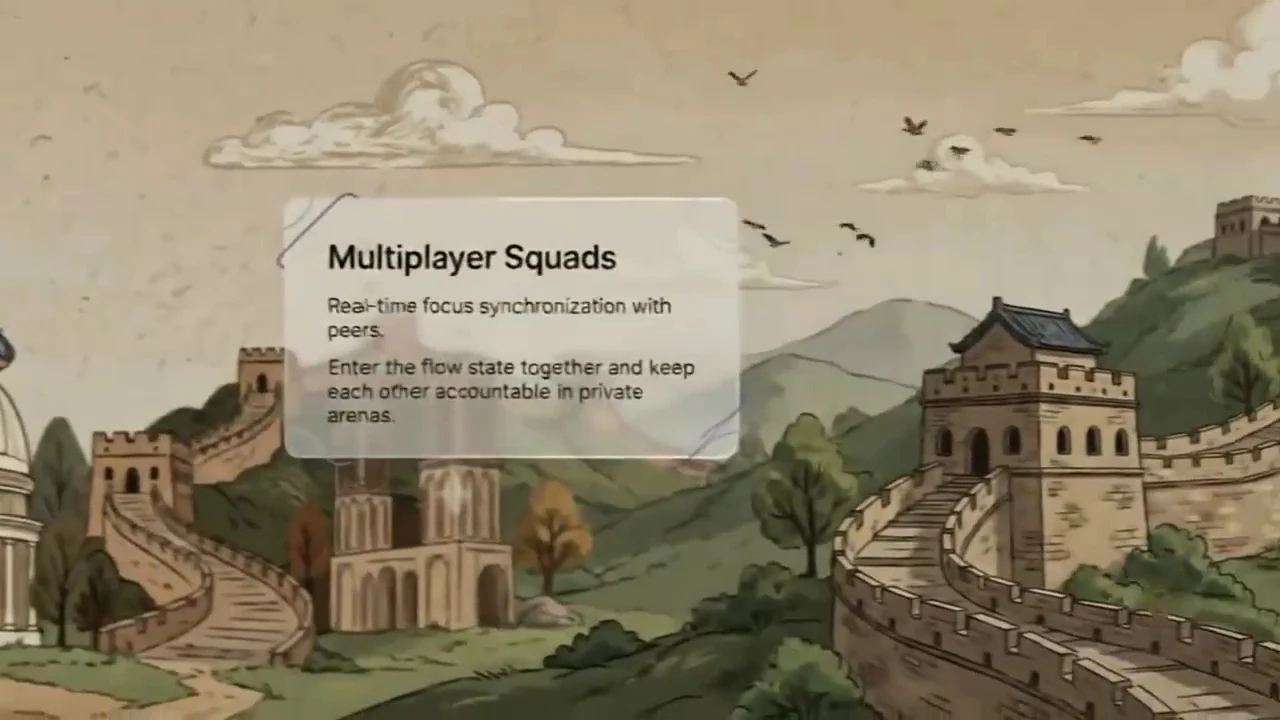 Multiplayer Squads
Real-time focus synchronization with
peers.
Enter the flow state together and keep
each other accountable in private
arenas.